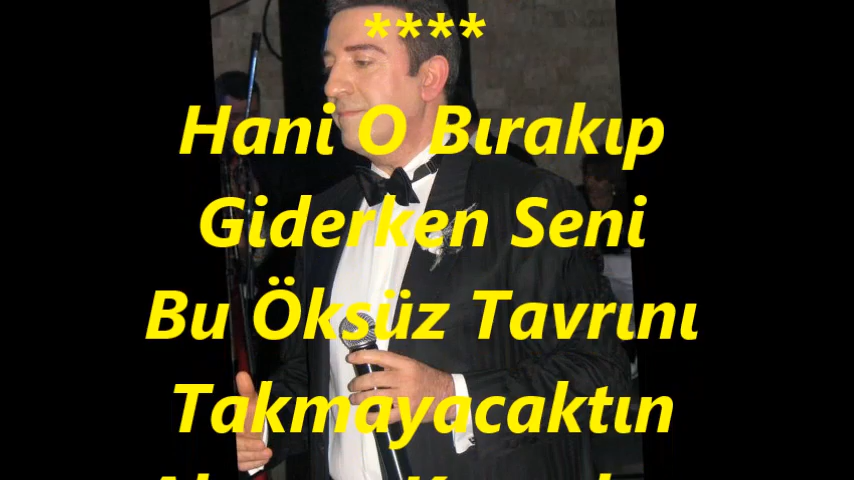 ****
Hani O Bırakıp
Giderken Seni
Bu Öksüz Tavrını
Takmayacaktın